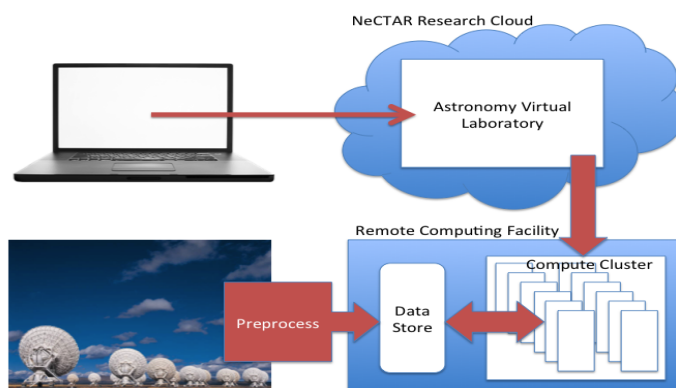 NeCTAR Research Cloud
Astronomy Virtual
Laboratory
Remote Computing Facility
Compute Cluster
Preprocess
Data
Store